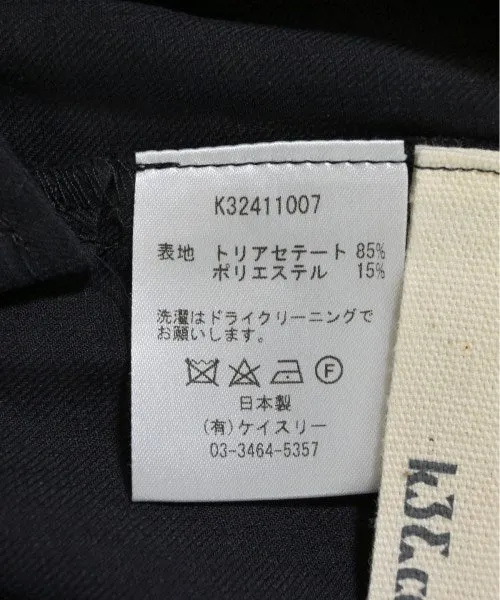 K32411007
表地 トリアセテート 85%
ポリエステル 15%
洗濯はドライクリーニングで
お願いします。
F
日本製
(有)ケイスリー
03-3464-5357